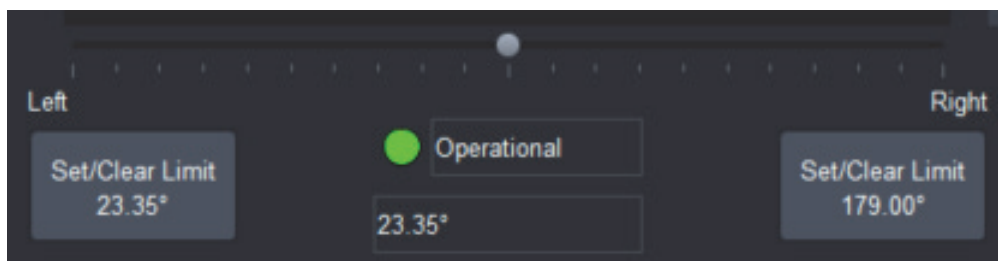 Left
Right
Set/Clear Limit
23.35°
Operational
23.35°
Set/Clear Limit
179.00°